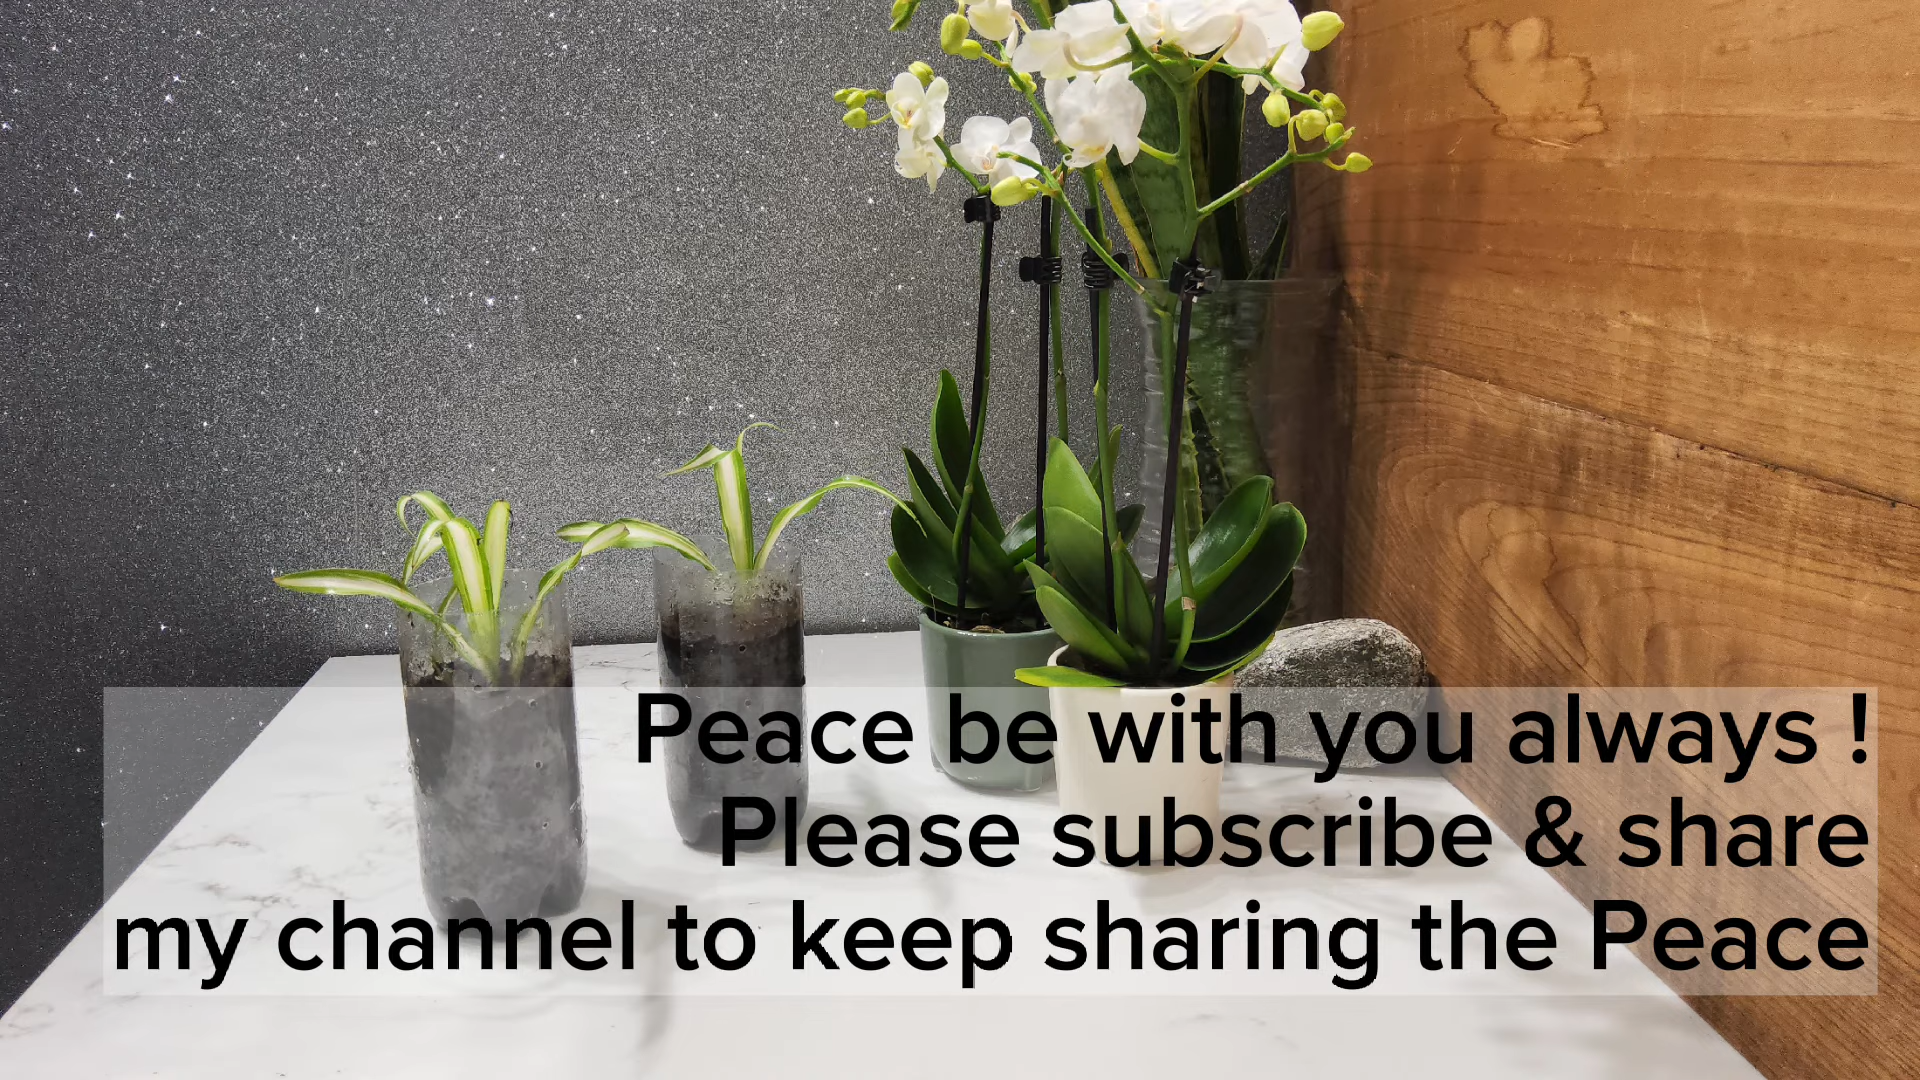 Peace be with you always !
Please subscribe & share
my channel to keep sharing the Peace